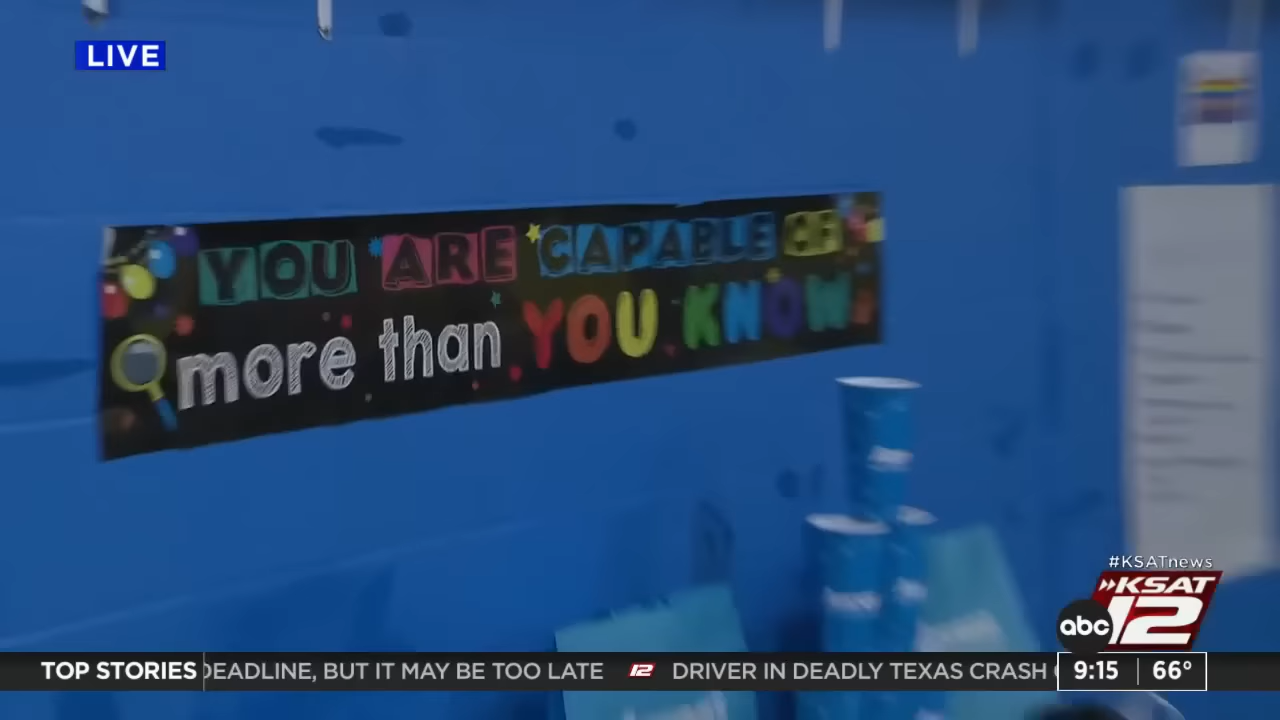 LIVE
YOU ARE CAPABLE OF
more than YOU KNOW
#KSATnews
KSAT
abc 12
TOP STORIES DEADLINE, BUT IT MAY BE TOO LATE 12 DRIVER IN DEADLY TEXAS CRASH 9:15 66°